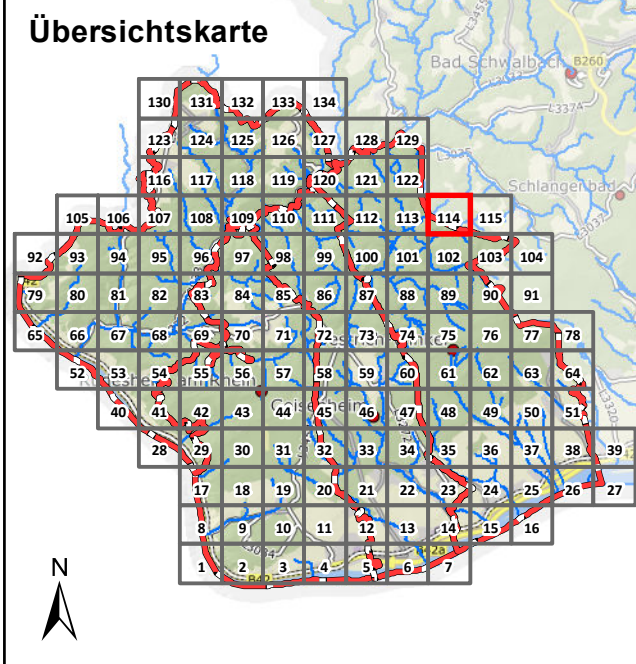 Übersichtskarte
L3374
Bad Schwalbach B260
130 131 132 133 134
123 124 125 126 127 128 129
L3035
116 117 118 119 120 121 122
Schlangenbad
105 106 107 108 109 110 111 112 113 114 115
L3037
92 93 94 95 96 97 98 99 100 101 102 103 104
79 80 81 82 83 84 85 86 87 88 89 90 91
65 66 67 68 69 70 71 72 73 74 75 76 77 78
52 53 54 55 56 57 58 59 60 61 62 63 64
L3320
40 41 42 43 44 45 46 47 48 49 50 51
28 29 30 31 32 33 34 35 36 37 38 39
17 18 19 20 21 22 23 24 25 26 27
8 9 10 11 12 13 14 15 16
L3034
B42a
1 2 3 4 5 6 7
B42
N